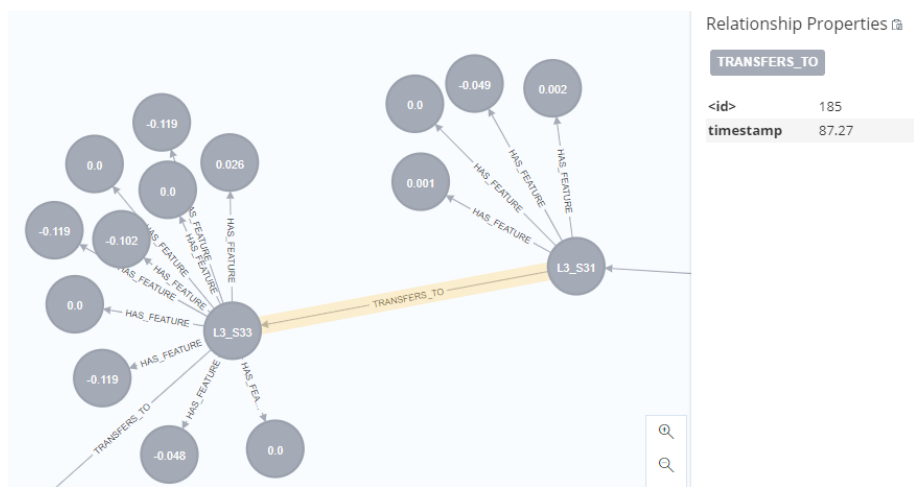 Relationship Properties
TRANSFERS_TO
<id> 185
timestamp 87.27
-0.049
0.002
0.0
-0.119
0.0
0.026
0.001
0.0
-0.119
-0.102
HAS_FEATURE
HAS_FEATURE
HAS_FEATURE
HAS_FEATURE
L3_S31
TRANSFERS_TO
HAS_FEATURE
HAS_FEATURE
HAS_FEATURE
HAS_FEATURE
HAS_FEATURE
HAS_FEATURE
0.0
HAS_FEATURE
L3_S33
HAS_FEATURE
-0.119
HAS_FEATURE
HAS_FEA...
TRANSFERS_TO
-0.048
0.0